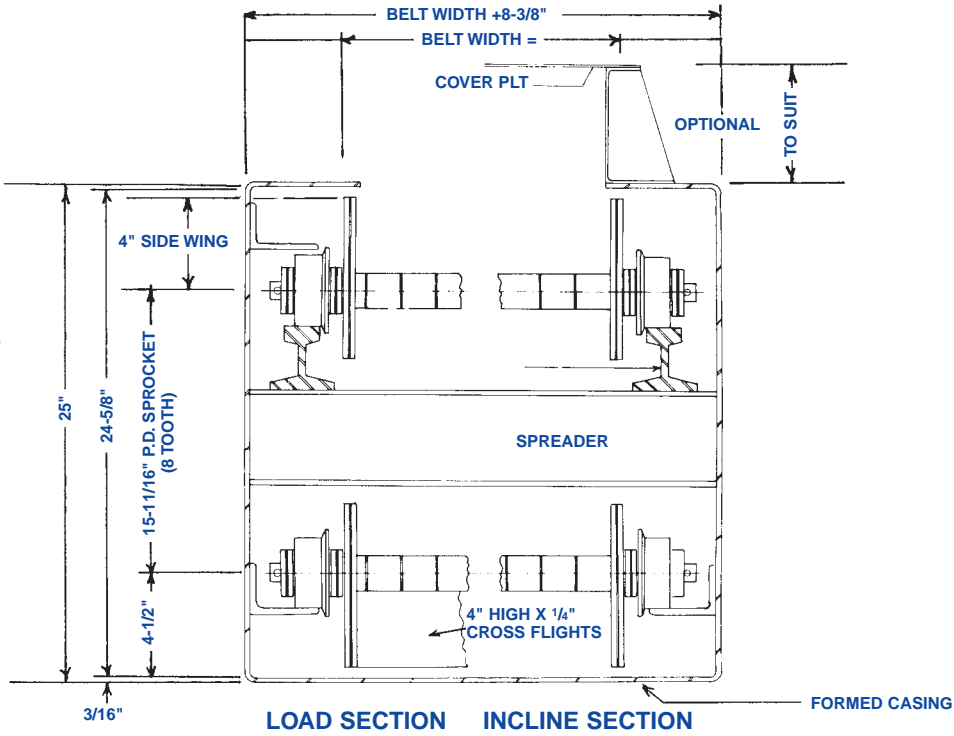 BELT WIDTH +8-3/8"
BELT WIDTH =
COVER PLT
OPTIONAL
TO SUIT
4" SIDE WING
25"
24-5/8"
15-11/16" P.D. SPROCKET
(8 TOOTH)
SPREADER
4-1/2"
4" HIGH X 1/4"
CROSS FLIGHTS
3/16"
FORMED CASING
LOAD SECTION INCLINE SECTION